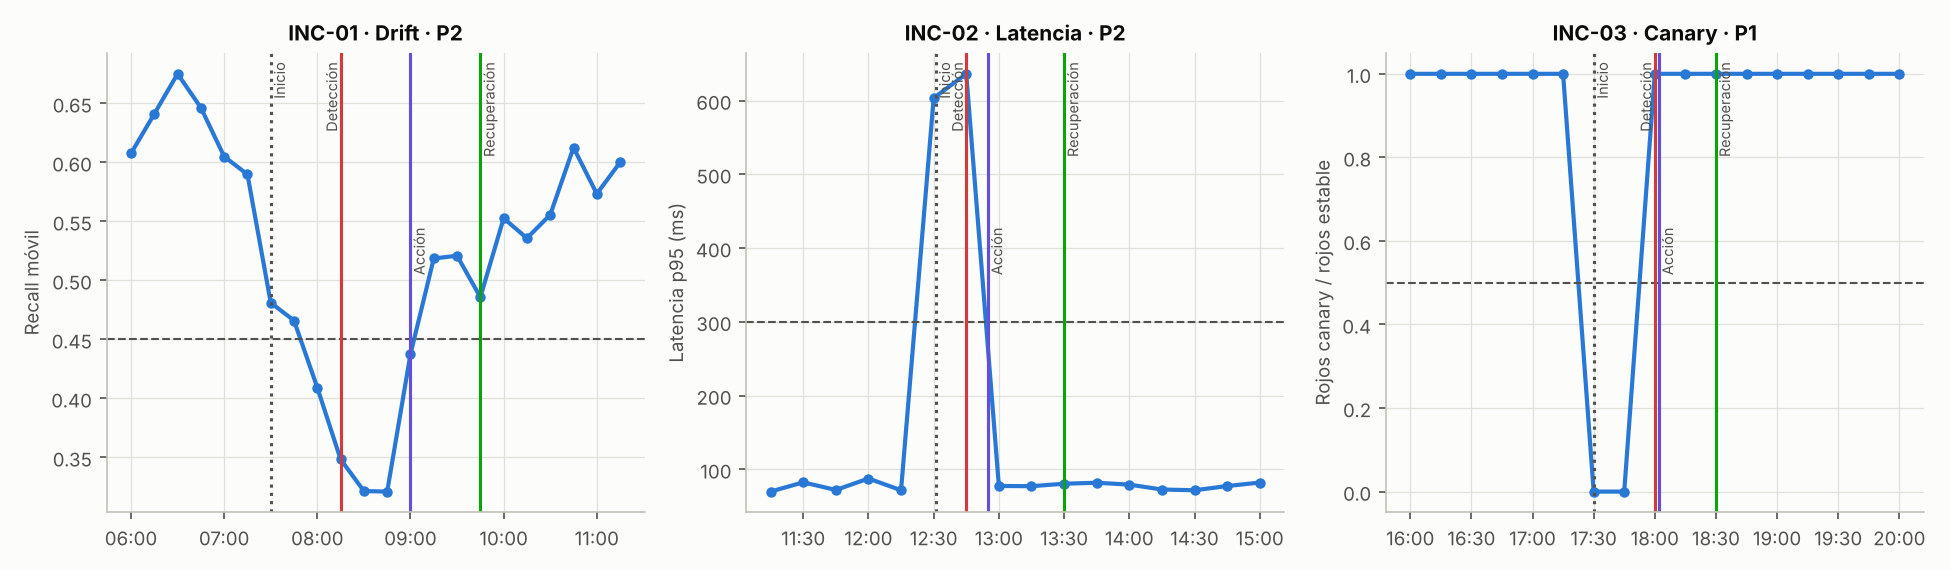 INC-01 · Drift · P2
Recall móvil
0.65
0.60
0.55
0.50
0.45
0.40
0.35
Inicio
Detección
Acción
Recuperación
06:00 07:00 08:00 09:00 10:00 11:00
INC-02 · Latencia · P2
Latencia p95 (ms)
600
500
400
300
200
100
Inicio
Detección
Acción
Recuperación
11:30 12:00 12:30 13:00 13:30 14:00 14:30 15:00
INC-03 · Canary · P1
Rojos canary / rojos estable
1.0
0.8
0.6
0.4
0.2
0.0
Inicio
Detección
Acción
Recuperación
16:00 16:30 17:00 17:30 18:00 18:30 19:00 19:30 20:00